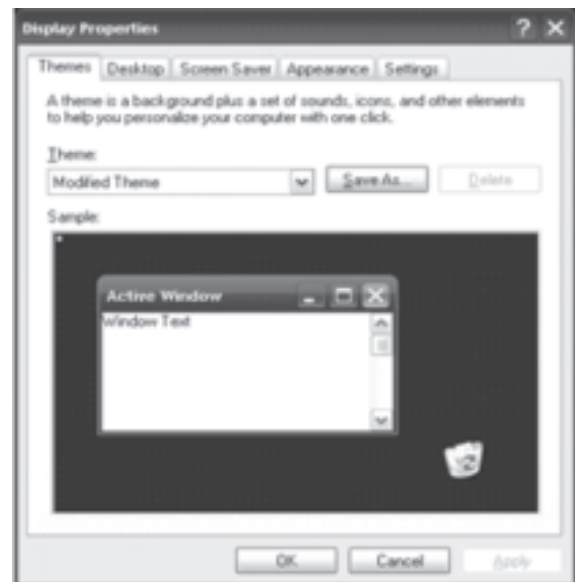 Display Properties
Themes Desktop Screen Saver Appearance Settings
A theme is a background plus a set of sounds, icons, and other elements
to help you personalize your computer with one click.
Theme:
Modified Theme Save As... Delete
Sample:
Active Window
Window Text
OK Cancel Apply